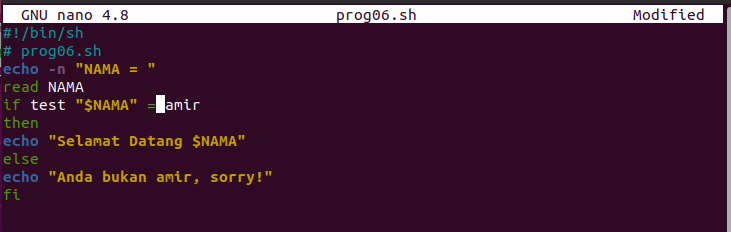 GNU nano 4.8 prog06.sh Modified
#!/bin/sh
# prog06.sh
echo -n "NAMA = "
read NAMA
if test "$NAMA" = amir
then
echo "Selamat Datang $NAMA"
else
echo "Anda bukan amir, sorry!"
fi